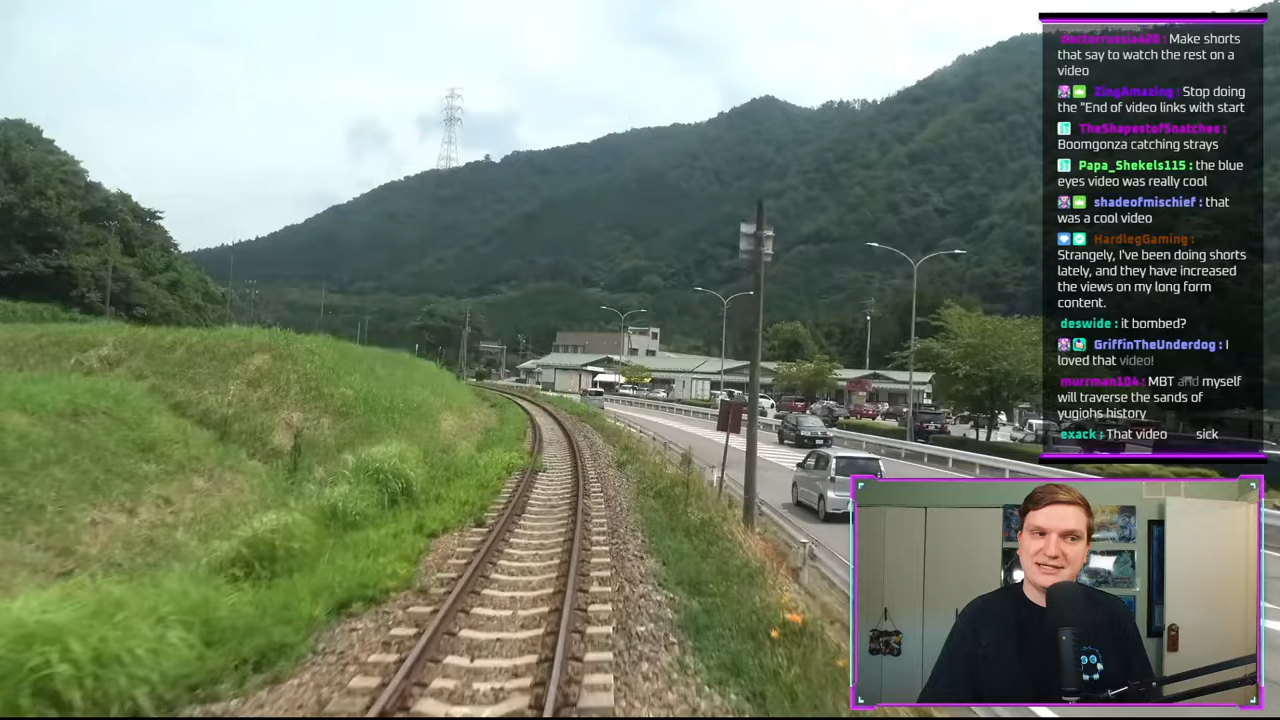 doctorrussia420 : Make shorts
that say to watch the rest on a
video
ZingAmazing : Stop doing
the "End of video links with start
TheShapestofSnatches :
Boomgonza catching strays
Papa_Shekels115 : the blue
eyes video was really cool
shadeofmischief : that
was a cool video
HardlegGaming :
Strangely, I've been doing shorts
lately, and they have increased
the views on my long form
content.
deswide : it bombed?
GriffinTheUnderdog : I
loved that video!
murrman104 : MBT and myself
will traverse the sands of
yugiohs history
exack : That video sick